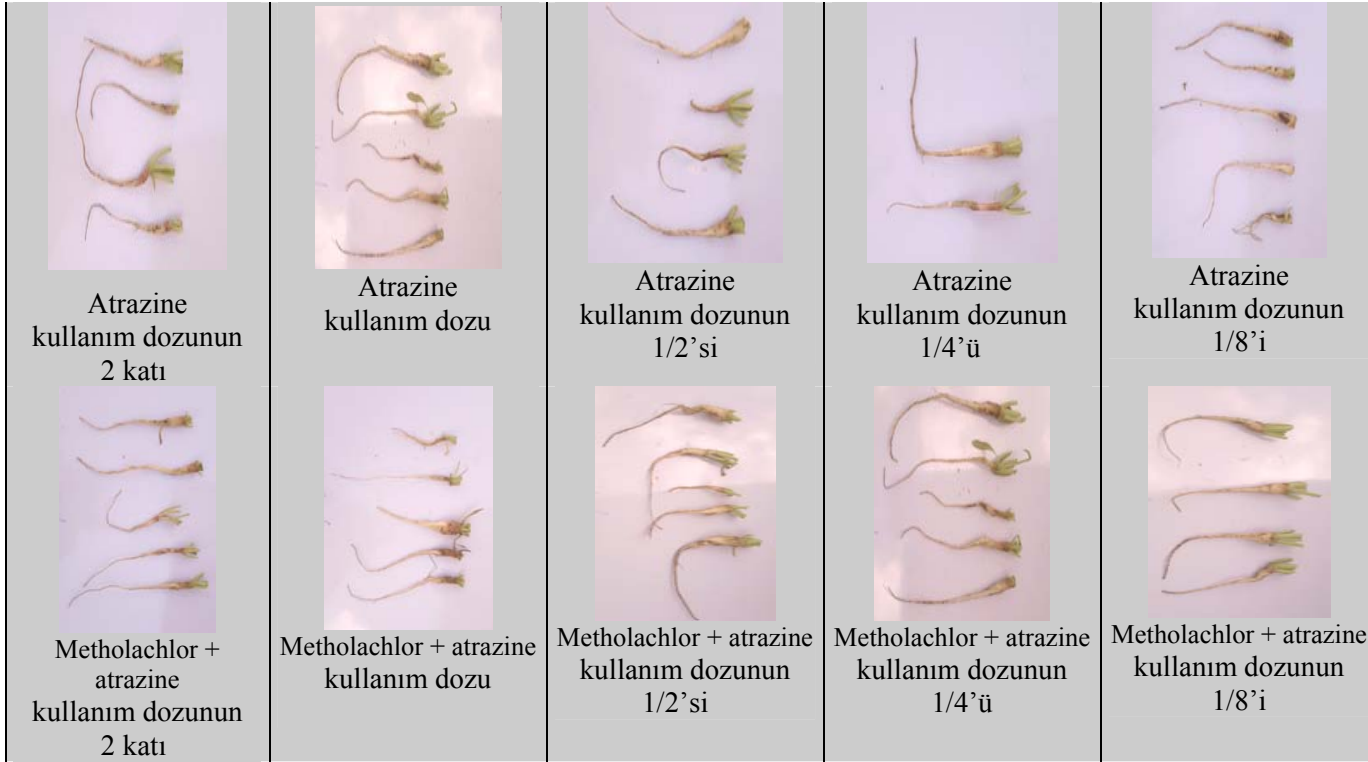 Atrazine
kullanım dozunun
2 katı
Atrazine
kullanım dozu
Atrazine
kullanım dozunun
1/2’si
Atrazine
kullanım dozunun
1/4’ü
Atrazine
kullanım dozunun
1/8’i
Metholachlor +
atrazine
kullanım dozunun
2 katı
Metholachlor + atrazine
kullanım dozu
Metholachlor + atrazine
kullanım dozunun
1/2’si
Metholachlor + atrazine
kullanım dozunun
1/4’ü
Metholachlor + atrazine
kullanım dozunun
1/8’i